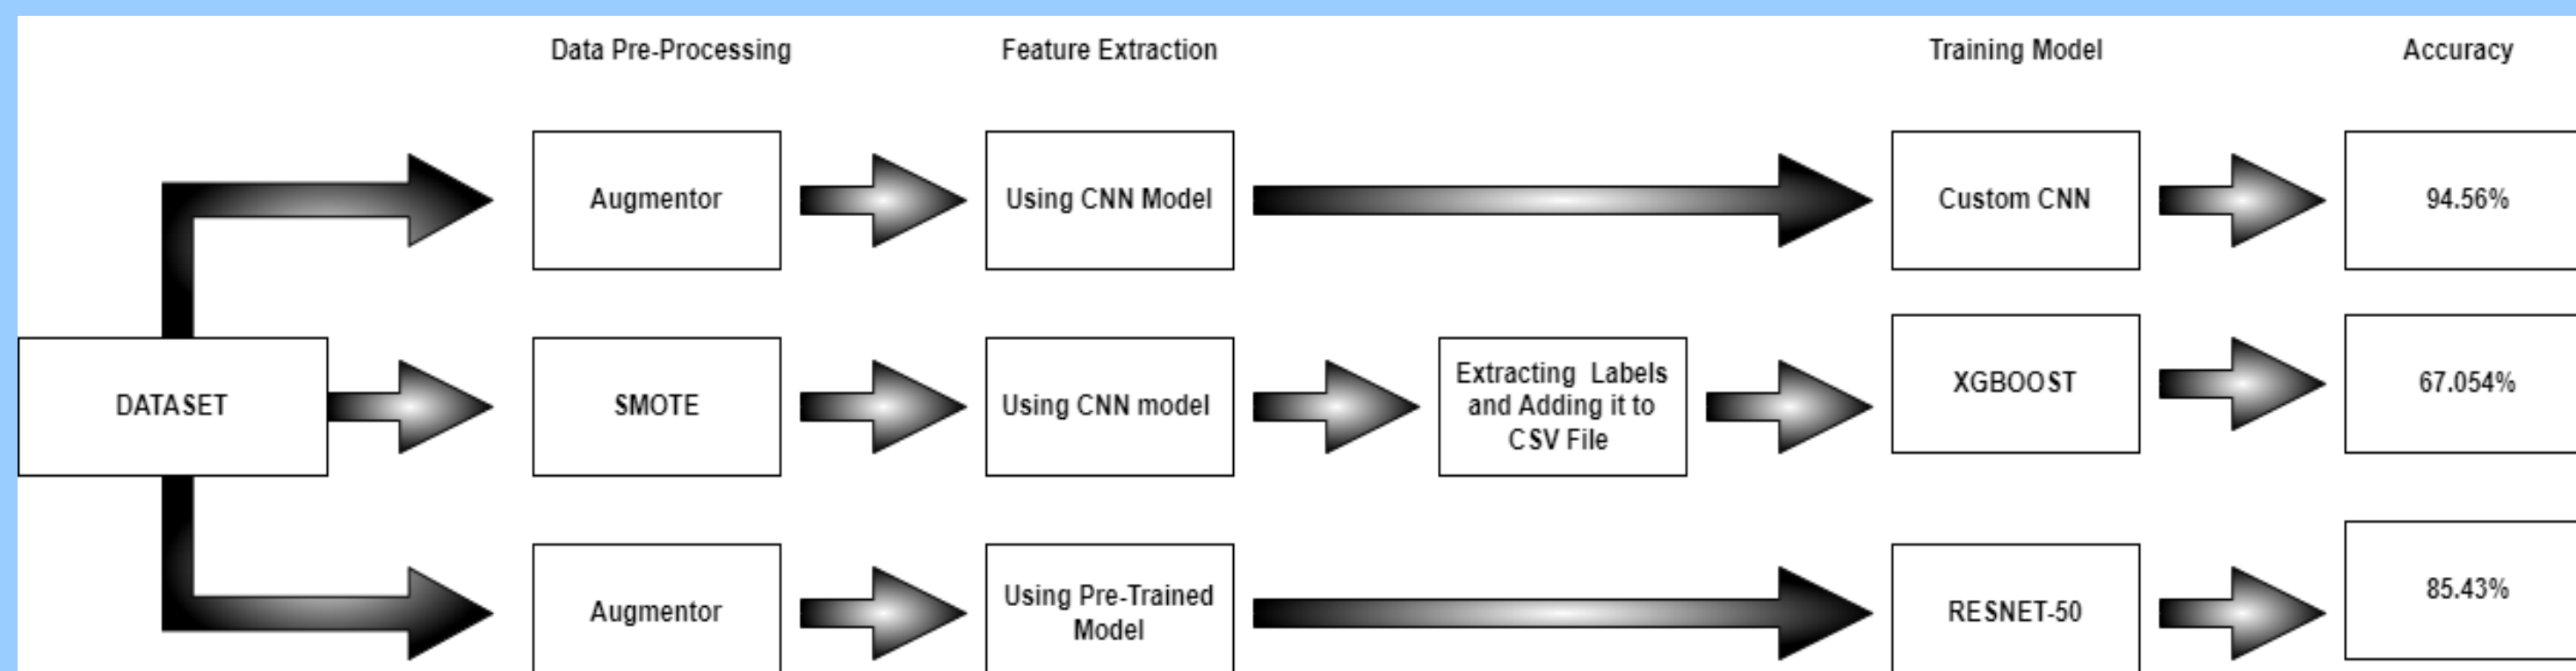 Data Pre-Processing
Feature Extraction
Training Model
Accuracy
Augmentor
Using CNN Model
Custom CNN
94.56%
DATASET
SMOTE
Using CNN model
Extracting  Labels
and Adding it to
CSV File
XGBOOST
67.054%
Augmentor
Using Pre-Trained
Model
RESNET-50
85.43%